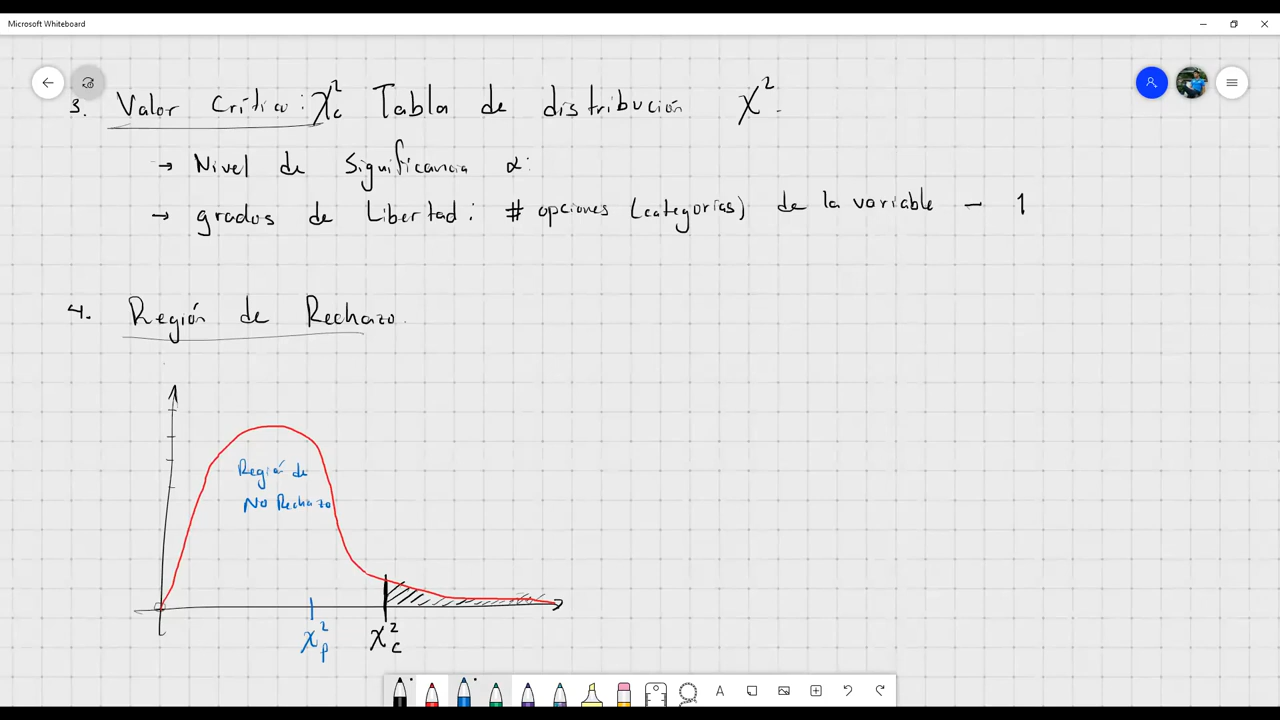 Microsoft Whiteboard
3. Valor Crítico: χ²c Tabla de distribución χ².
→ Nivel de Significancia α:
→ grados de Libertad: # opciones (categorías) de la variable - 1
4. Región de Rechazo.
Región de
No Rechazo
χ²p
χ²c
A